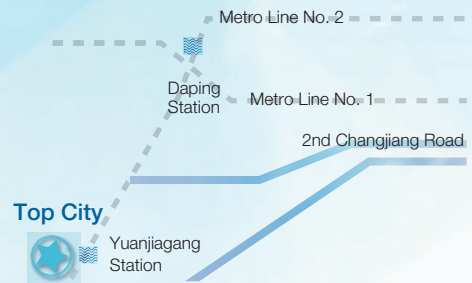 Metro Line No. 2
Daping
Station
Metro Line No. 1
2nd Changjiang Road
Top City
Yuanjiagang
Station